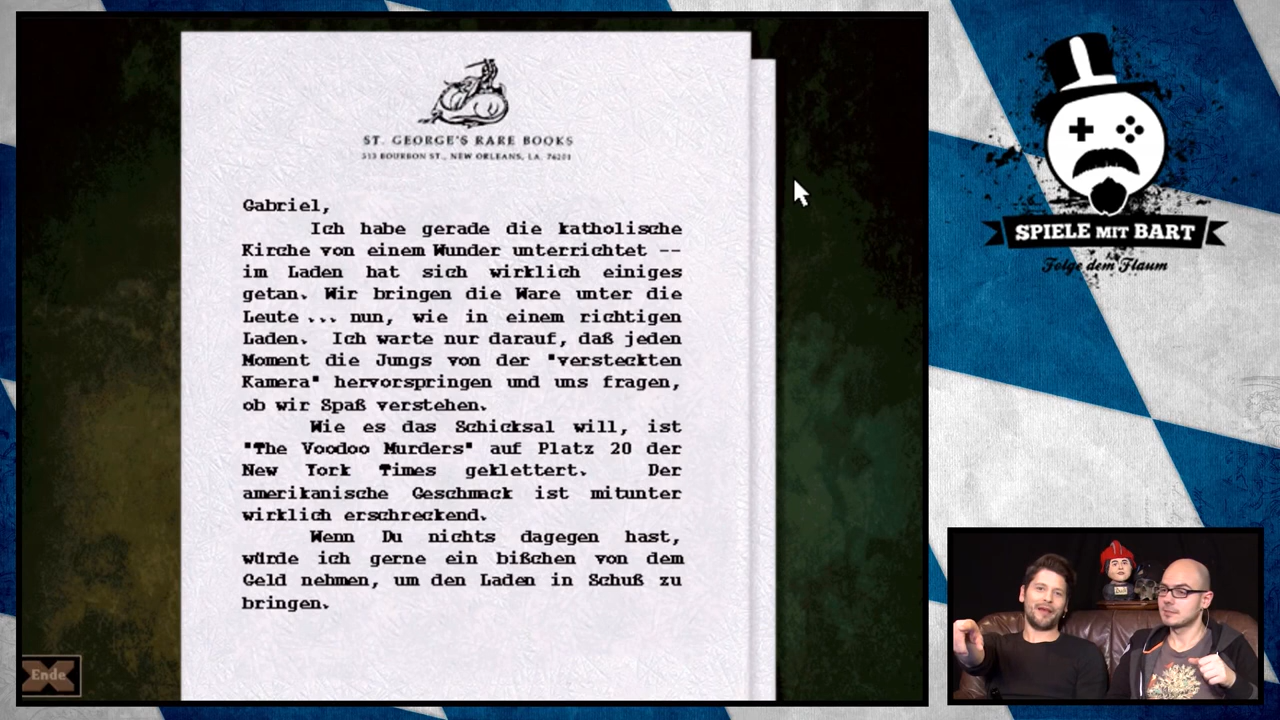 ST. GEORGE'S RARE BOOKS
513 BOURBON ST., NEW ORLEANS, LA. 76201
Gabriel,
Ich habe gerade die katholische
Kirche von einem Wunder unterrichtet --
im Laden hat sich wirklich einiges
getan. Wir bringen die Ware unter die
Leute ... nun, wie in einem richtigen
Laden. Ich warte nur darauf, daß jeden
Moment die Jungs von der "versteckten
Kamera" hervorspringen und uns fragen,
ob wir Spaß verstehen.
Wie es das Schicksal will, ist
"The Voodoo Murders" auf Platz 20 der
New York Times geklettert. Der
amerikanische Geschmack ist mitunter
wirklich erschreckend.
Wenn Du nichts dagegen hast,
würde ich gerne ein bißchen von dem
Geld nehmen, um den Laden in Schuß zu
bringen.
Ende
SPIELE MIT BART
Folge dem Flaum